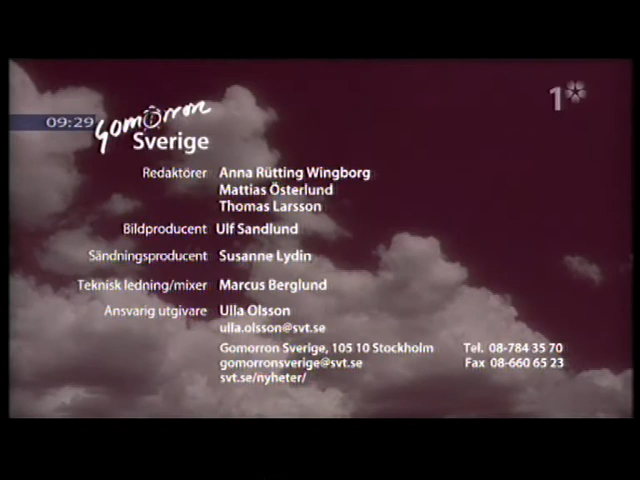 1
09:29
Gomorron
Sverige
Redaktörer Anna Rütting Wingborg
Mattias Österlund
Thomas Larsson
Bildproducent Ulf Sandlund
Sändningsproducent Susanne Lydin
Teknisk ledning/mixer Marcus Berglund
Ansvarig utgivare Ulla Olsson
ulla.olsson@svt.se
Gomorron Sverige, 105 10 Stockholm Tel. 08-784 35 70
gomorronsverige@svt.se Fax 08-660 65 23
svt.se/nyheter/